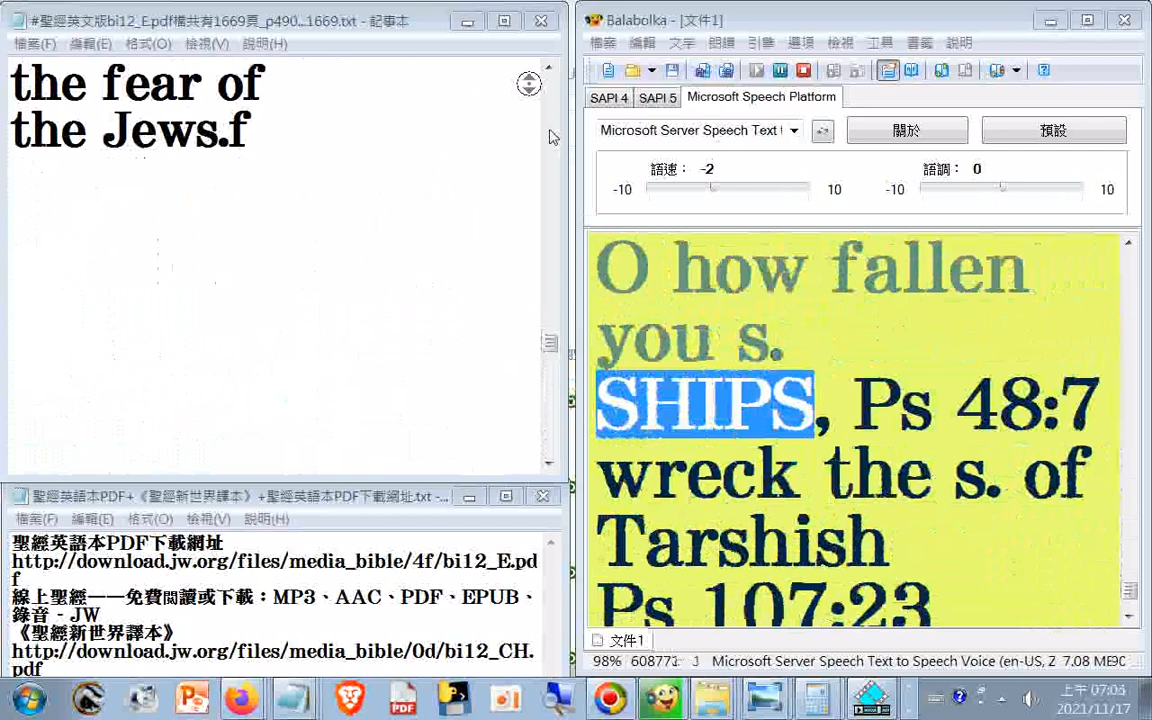 #聖經英文版bi12_E.pdf檔共有1669頁_p490...1669.txt - 記事本
檔案(F) 編輯(E) 格式(O) 檢視(V) 說明(H)
the fear of
the Jews.f
聖經英語本PDF+《聖經新世界譯本》+聖經英語本PDF下載網址.txt -...
檔案(F) 編輯(E) 格式(O) 檢視(V) 說明(H)
聖經英語本PDF下載網址
http://download.jw.org/files/media_bible/4f/bi12_E.pd
f
線上聖經——免費閱讀或下載：MP3、AAC、PDF、EPUB、
錄音 - JW
《聖經新世界譯本》
http://download.jw.org/files/media_bible/0d/bi12_CH.
pdf
Balabolka - [文件1]
檔案 編輯 文字 朗讀 引擎 選項 檢視 工具 書籤 說明
SAPI 4 SAPI 5 Microsoft Speech Platform
Microsoft Server Speech Text 關於 預設
語速： -2 語調： 0
-10 10 -10 10
O how fallen
you s.
SHIPS, Ps 48:7
wreck the s. of
Tarshish
Ps 107:23
文件1
98% Microsoft Server Speech Text to Speech Voice (en-US, Z 7.08 ME
上午 07:05
2021/11/17